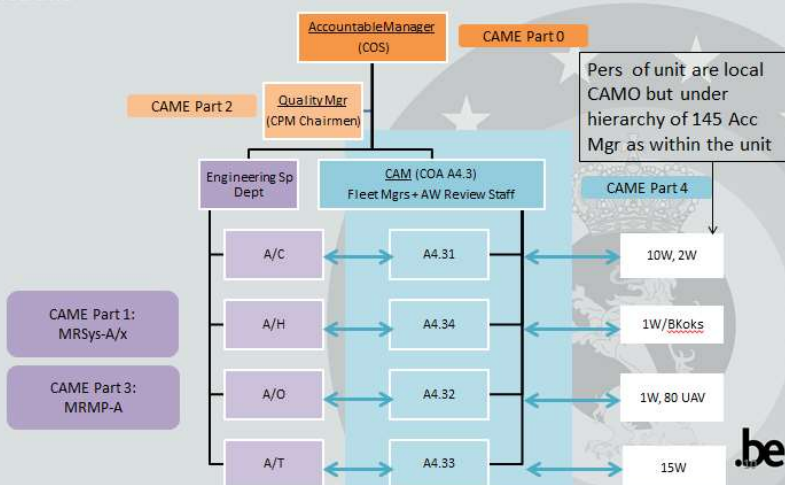 AccountableManager
(COS)
CAME Part 0
CAME Part 2
Quality Mgr
(CPM Chairmen)
Pers of unit are local
CAMO but under
hierarchy of 145 Acc
Mgr as within the unit
Engineering Sp
Dept
CAM (COA A4.3)
Fleet Mgrs + AW Review Staff
CAME Part 4
A/C
A4.31
10W, 2W
CAME Part 1:
MRSys-A/x
A/H
A4.34
1W/BKoks
CAME Part 3:
MRMP-A
A/O
A4.32
1W, 80 UAV
A/T
A4.33
15W
.be